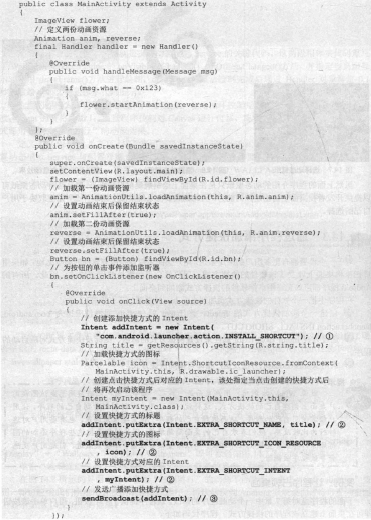 public class MainActivity extends Activity
{
ImageView flower;
// 定义两份动画资源
Animation anim, reverse;
final Handler handler = new Handler()
{
@Override
public void handleMessage(Message msg)
{
if (msg.what == 0x123)
{
flower.startAnimation(reverse);
}
}
};
@Override
public void onCreate(Bundle savedInstanceState)
{
super.onCreate(savedInstanceState);
setContentView(R.layout.main);
flower = (ImageView) findViewById(R.id.flower);
// 加载第一份动画资源
anim = AnimationUtils.loadAnimation(this, R.anim.anim);
// 设置动画结束后保留结束状态
anim.setFillAfter(true);
// 加载第二份动画资源
reverse = AnimationUtils.loadAnimation(this, R.anim.reverse);
// 设置动画结束后保留结束状态
reverse.setFillAfter(true);
Button bn = (Button) findViewById(R.id.bn);
// 为按钮的单击事件添加监听器
bn.setOnClickListener(new OnClickListener()
{
@Override
public void onClick(View source)
{
// 创建添加快捷方式的 Intent
Intent addIntent = new Intent(
"com.android.launcher.action.INSTALL_SHORTCUT"); // ①
String title = getResources().getString(R.string.title);
// 加载快捷方式的图标
Parcelable icon = Intent.ShortcutIconResource.fromContext(
MainActivity.this, R.drawable.ic_launcher);
// 创建点击快捷方式后对应的 Intent, 该处指定当点击创建的快捷方式后
// 将再次启动该程序
Intent myIntent = new Intent(MainActivity.this,
MainActivity.class);
// 设置快捷方式的标题
addIntent.putExtra(Intent.EXTRA_SHORTCUT_NAME, title); // ②
// 设置快捷方式的图标
addIntent.putExtra(Intent.EXTRA_SHORTCUT_ICON_RESOURCE
, icon); // ②
// 设置快捷方式对应的 Intent
addIntent.putExtra(Intent.EXTRA_SHORTCUT_INTENT
, myIntent); // ②
// 发送广播添加快捷方式
sendBroadcast(addIntent); // ③
}
});